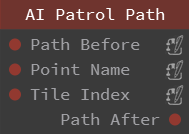 AI Patrol Path
Path Before
Point Name
Tile Index
Path After